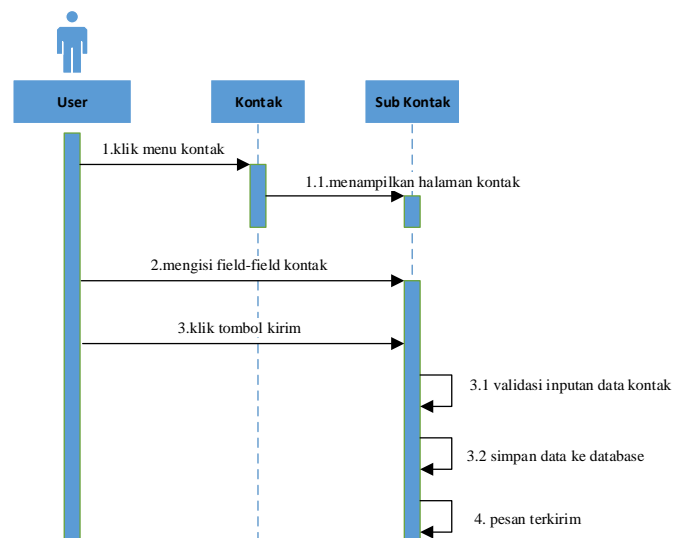 User
Kontak
Sub Kontak
1.klik menu kontak
1.1.menampilkan halaman kontak
2.mengisi field-field kontak
3.klik tombol kirim
3.1 validasi inputan data kontak
3.2 simpan data ke database
4. pesan terkirim